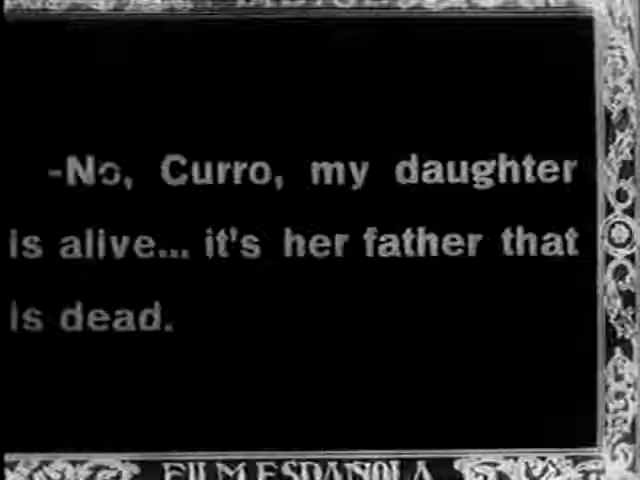 -No, Curro, my daughter
is alive... it's her father that
is dead.
FILM ESPAÑOLA